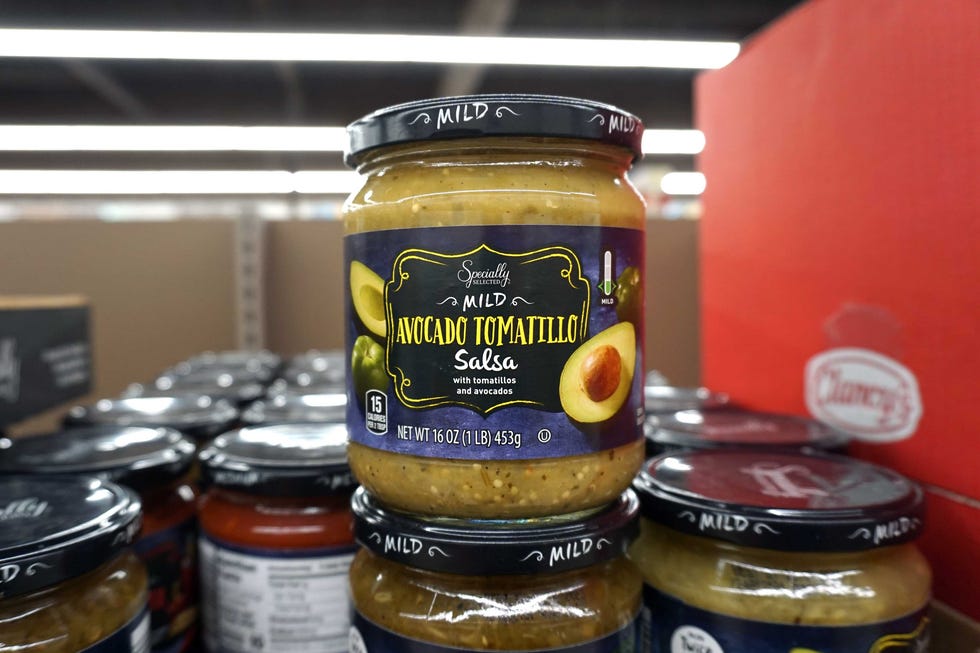 MILD
MILD
Specially
SELECTED
MILD
AVOCADO TOMATILLO
Salsa
with tomatillos
and avocados
MILD
15
CALORIES
PER 2 TBSP
NET WT 16 OZ (1 LB) 453g
U
Clancy's
MILD
MILD
MILD
MILD